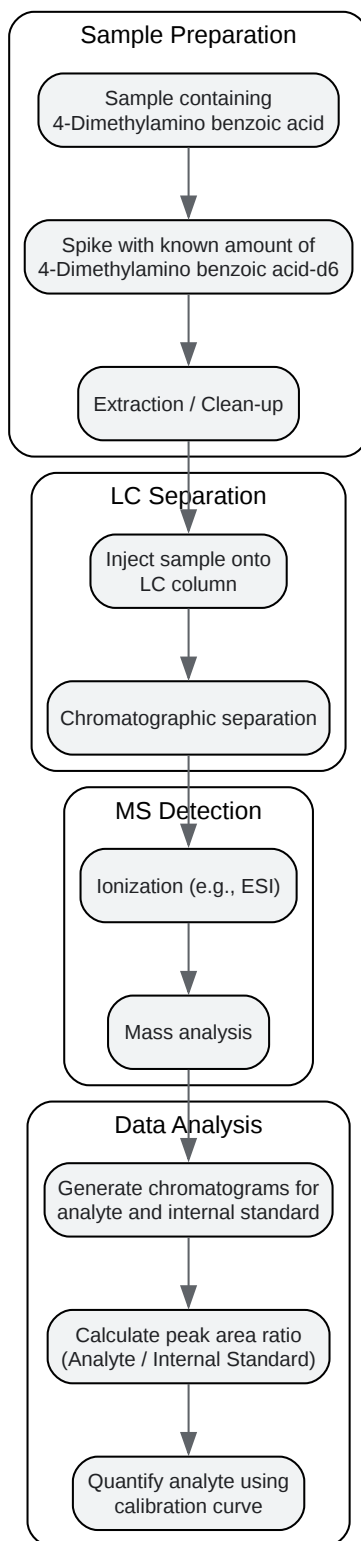 Sample Preparation
Sample containing
4-Dimethylamino benzoic acid
Spike with known amount of
4-Dimethylamino benzoic acid-d6
Extraction / Clean-up
LC Separation
Inject sample onto
LC column
Chromatographic separation
MS Detection
Ionization (e.g., ESI)
Mass analysis
Data Analysis
Generate chromatograms for
analyte and internal standard
Calculate peak area ratio
(Analyte / Internal Standard)
Quantify analyte using
calibration curve